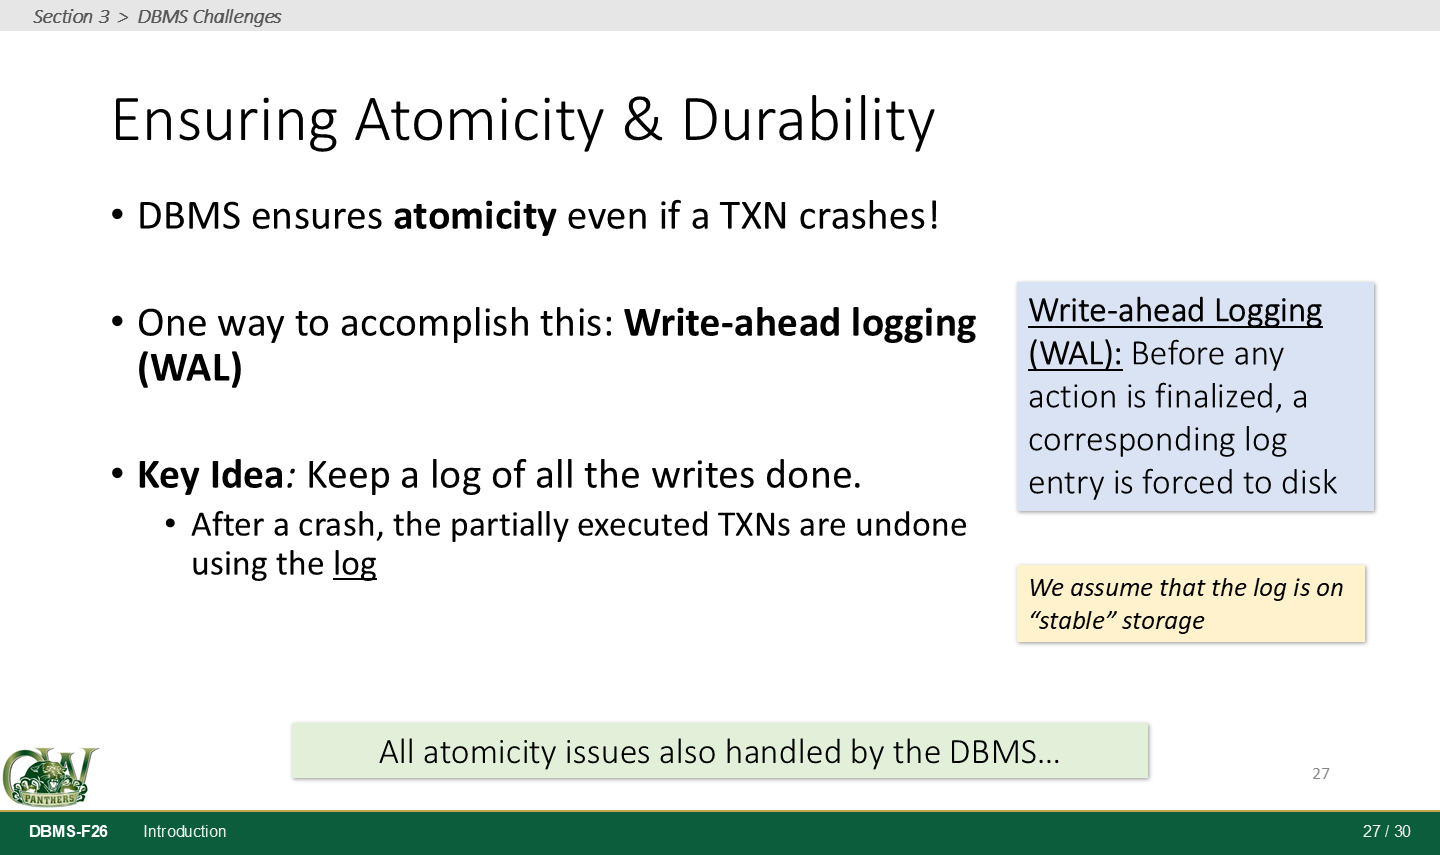 Section 3 > DBMS Challenges
Ensuring Atomicity & Durability
• DBMS ensures atomicity even if a TXN crashes!
• One way to accomplish this: Write-ahead logging
(WAL)
• Key Idea: Keep a log of all the writes done.
• After a crash, the partially executed TXNs are undone
using the log
Write-ahead Logging
(WAL): Before any
action is finalized, a
corresponding log
entry is forced to disk
We assume that the log is on
“stable” storage
All atomicity issues also handled by the DBMS…
27
OW
PANTHERS
DBMS-F26 Introduction 27 / 30